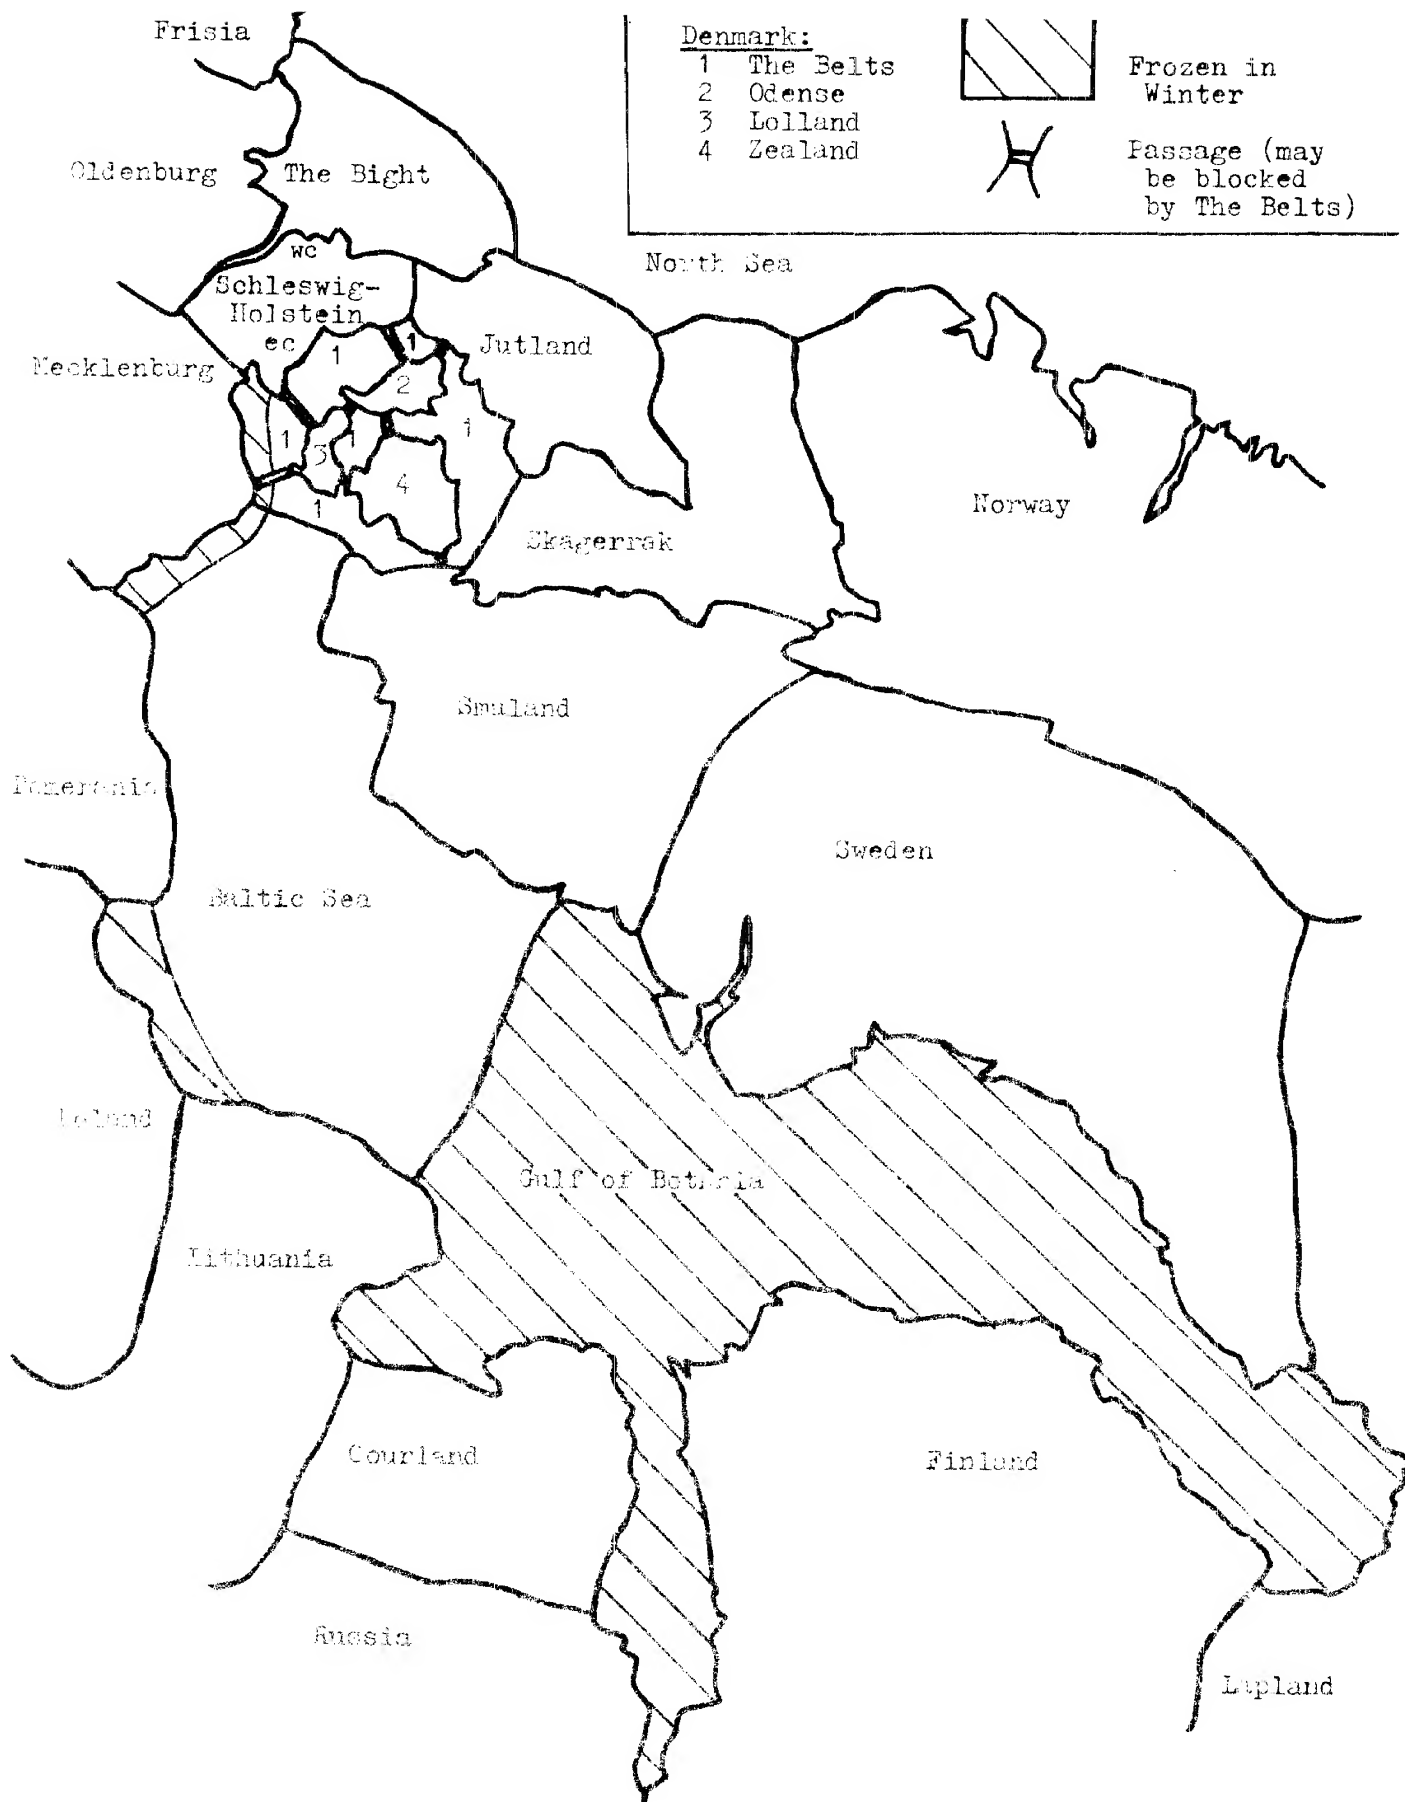 Frisia
Denmark:
1 The Belts
2 Odense
3 Lolland
4 Zealand
Frozen in
Winter
Passage (may
be blocked
by The Belts)
Oldenburg
The Bight
wc
North Sea
Schleswig-
Holstein
ec
1
1
Jutland
Mecklenburg
2
1
1
1
3
4
1
Norway
Skagerrak
Smuland
Pomerania
Sweden
Baltic Sea
Poland
Gulf of Bothnia
Lithuania
Courland
Finland
Russia
Lapland